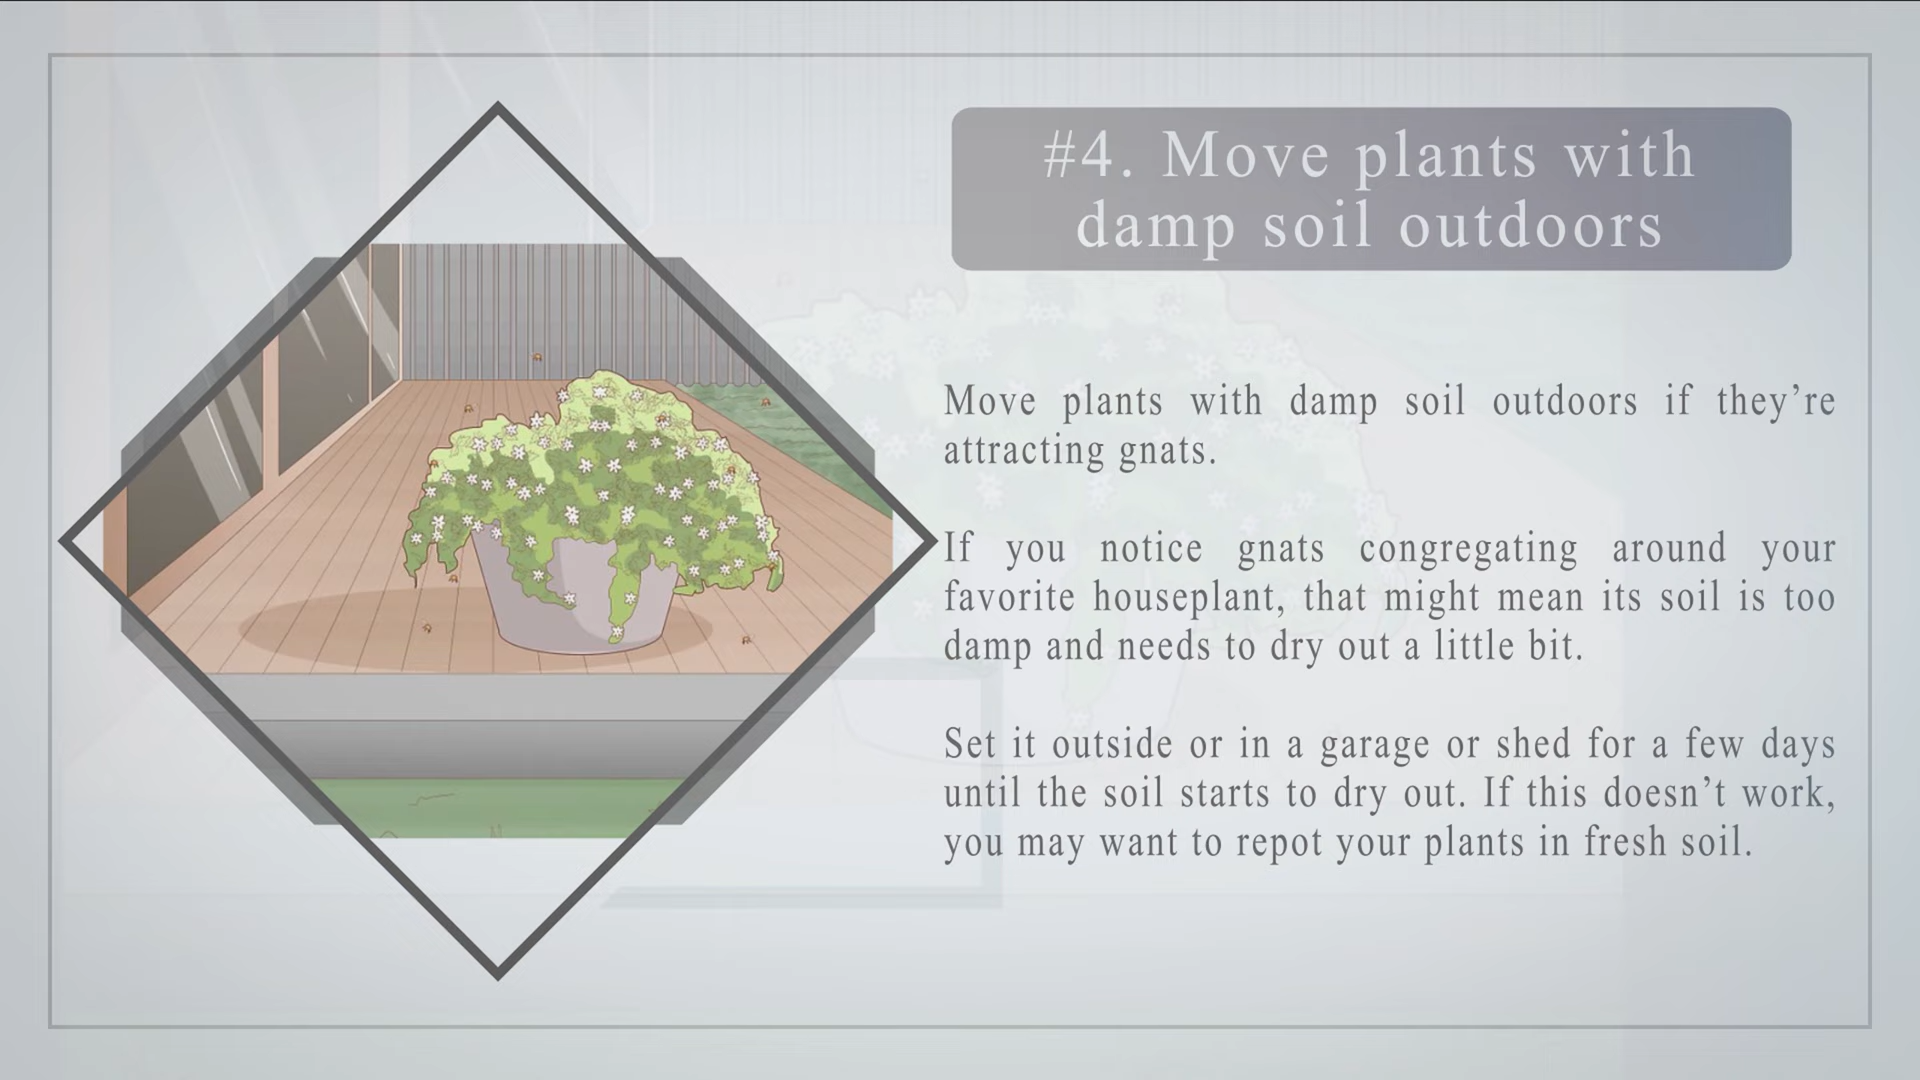 #4. Move plants with
damp soil outdoors
Move plants with damp soil outdoors if they’re
attracting gnats.
If you notice gnats congregating around your
favorite houseplant, that might mean its soil is too
damp and needs to dry out a little bit.
Set it outside or in a garage or shed for a few days
until the soil starts to dry out. If this doesn’t work,
you may want to repot your plants in fresh soil.